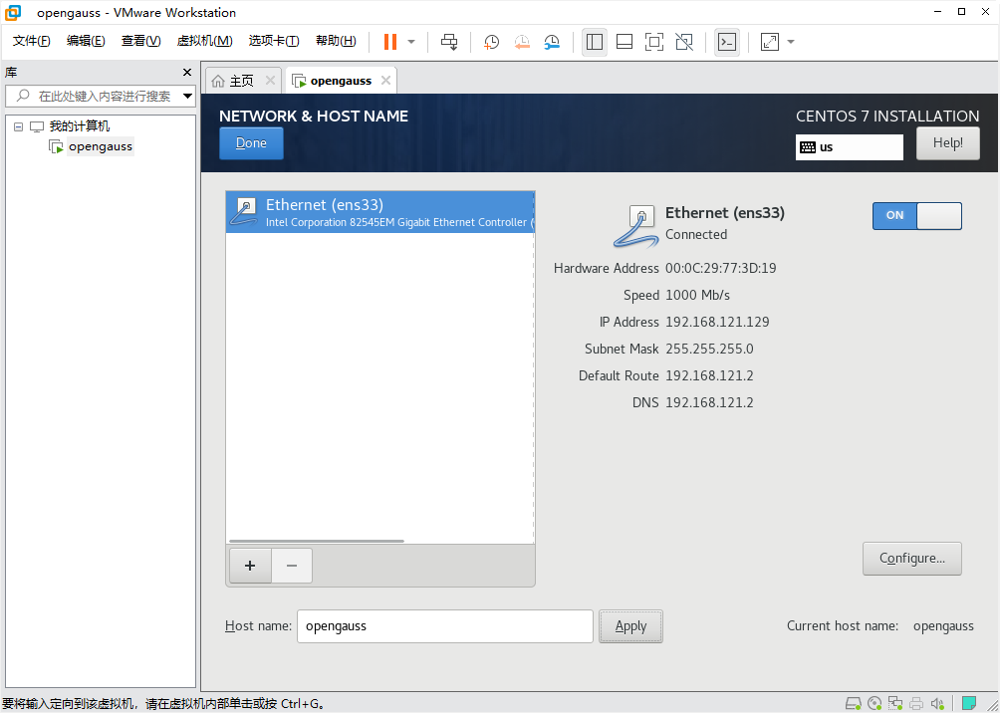 opengauss - VMware Workstation
文件(F) 编辑(E) 查看(V) 虚拟机(M) 选项卡(T) 帮助(H)
库
在此处键入内容进行搜索
我的计算机
opengauss
主页
opengauss
NETWORK & HOST NAME
Done
CENTOS 7 INSTALLATION
us
Help!
Ethernet (ens33)
Intel Corporation 82545EM Gigabit Ethernet Controller (
Ethernet (ens33)
Connected
ON
Hardware Address 00:0C:29:77:3D:19
Speed 1000 Mb/s
IP Address 192.168.121.129
Subnet Mask 255.255.255.0
Default Route 192.168.121.2
DNS 192.168.121.2
+ −
Configure...
Host name: opengauss Apply Current host name: opengauss
要将输入定向到该虚拟机，请在虚拟机内部单击或按 Ctrl+G。